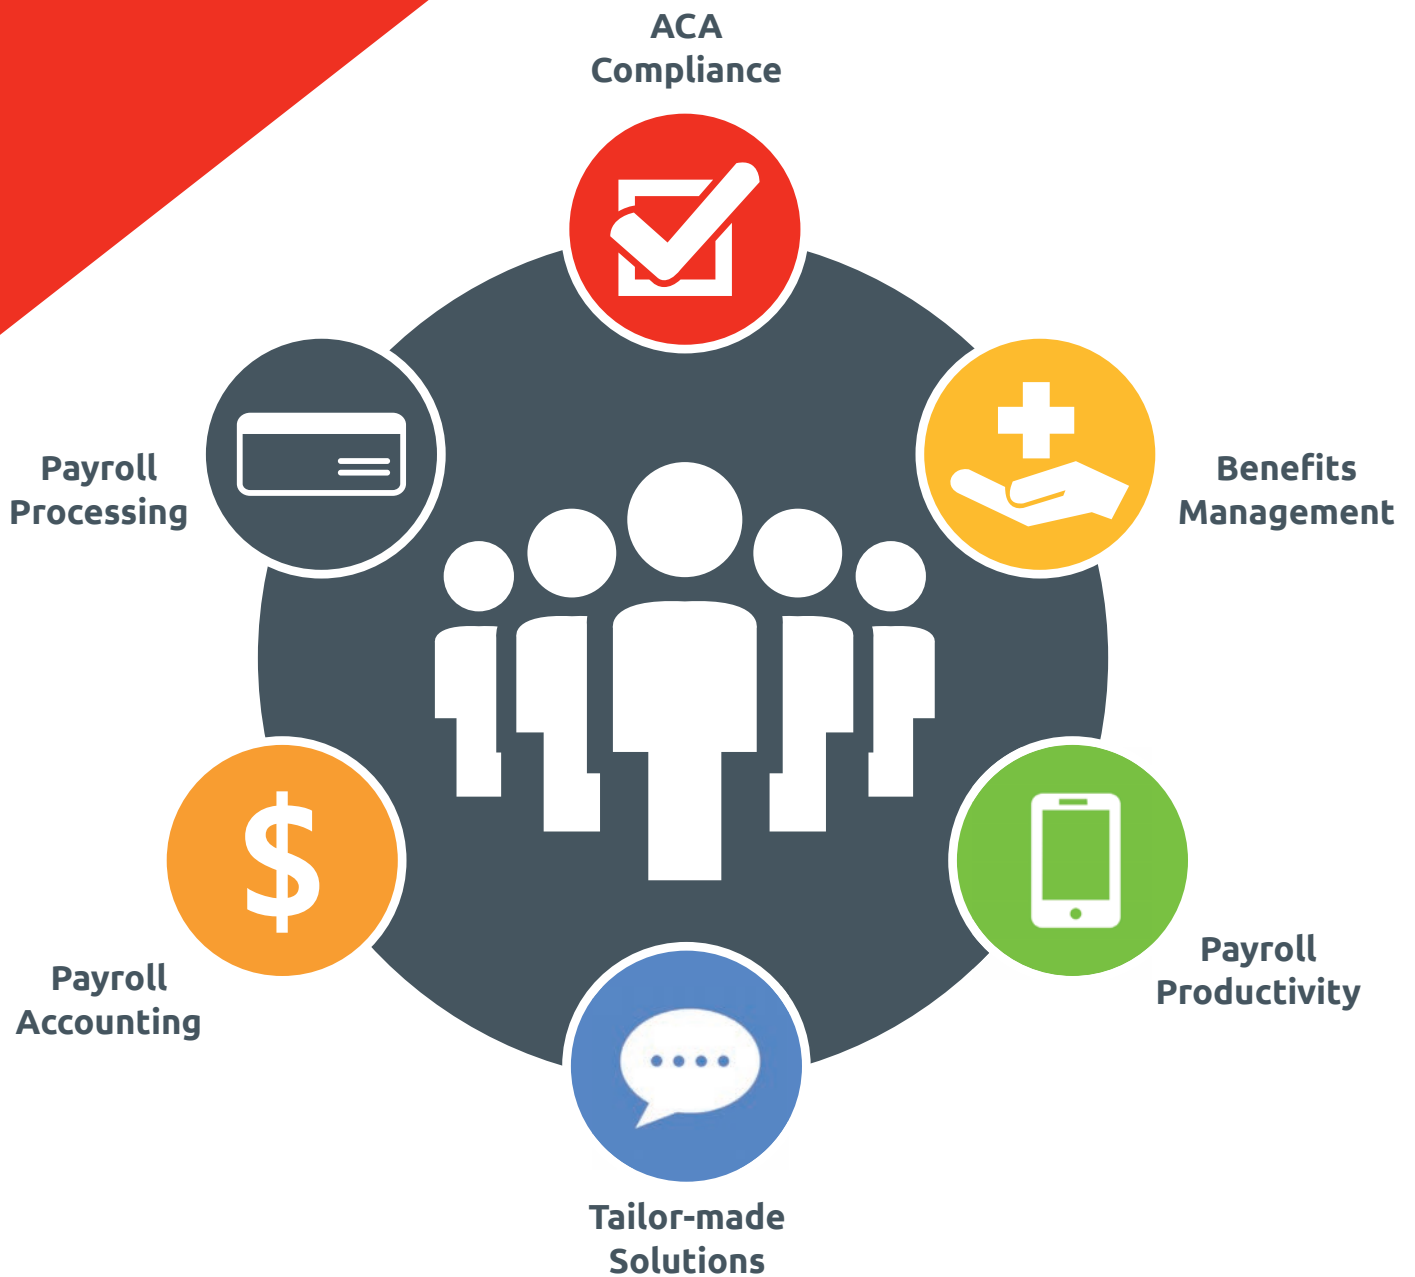 ACA
Compliance
Payroll
Processing
Benefits
Management
$
Payroll
Accounting
Payroll
Productivity
Tailor-made
Solutions